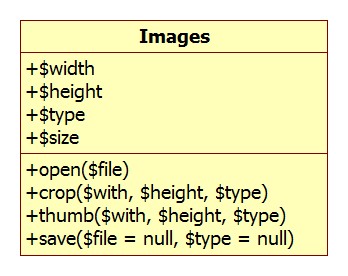 Images
+$width
+$height
+$type
+$size
+open($file)
+crop($with, $height, $type)
+thumb($with, $height, $type)
+save($file = null, $type = null)